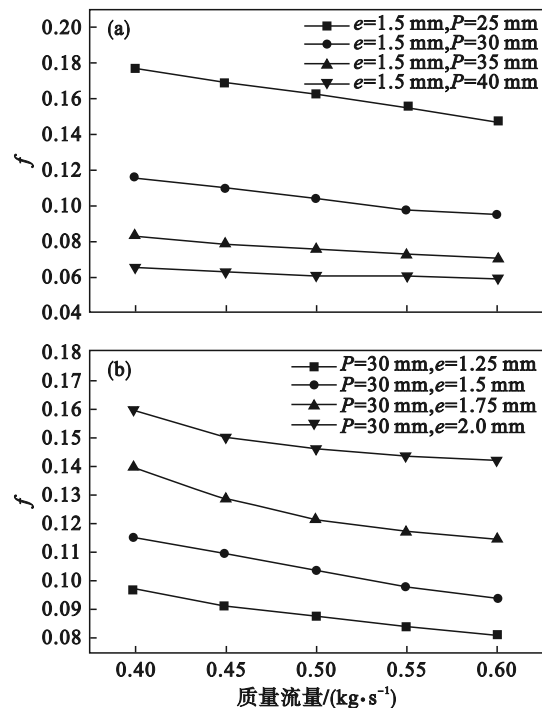 (a)
e=1.5 mm,P=25 mm
e=1.5 mm,P=30 mm
e=1.5 mm,P=35 mm
e=1.5 mm,P=40 mm
0.20
0.18
0.16
0.14
0.12
0.10
0.08
0.06
0.04
f
(b)
P=30 mm,e=1.25 mm
P=30 mm,e=1.5 mm
P=30 mm,e=1.75 mm
P=30 mm,e=2.0 mm
0.18
0.17
0.16
0.15
0.14
0.13
0.12
0.11
0.10
0.09
0.08
f
0.40 0.45 0.50 0.55 0.60
质量流量/(kg·s⁻¹)